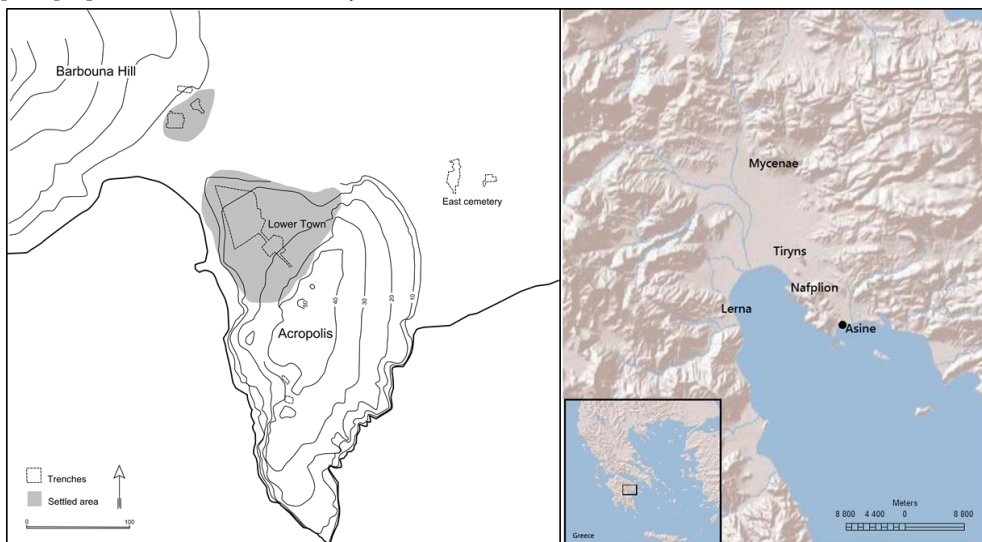 Barbouna Hill
East cemetery
Lower Town
40
30
20
10
Acropolis
Trenches
Settled area
0 100
Mycenae
Tiryns
Nafplion
Lerna
Asine
Greece
Meters
8 800 4 400 0 8 800